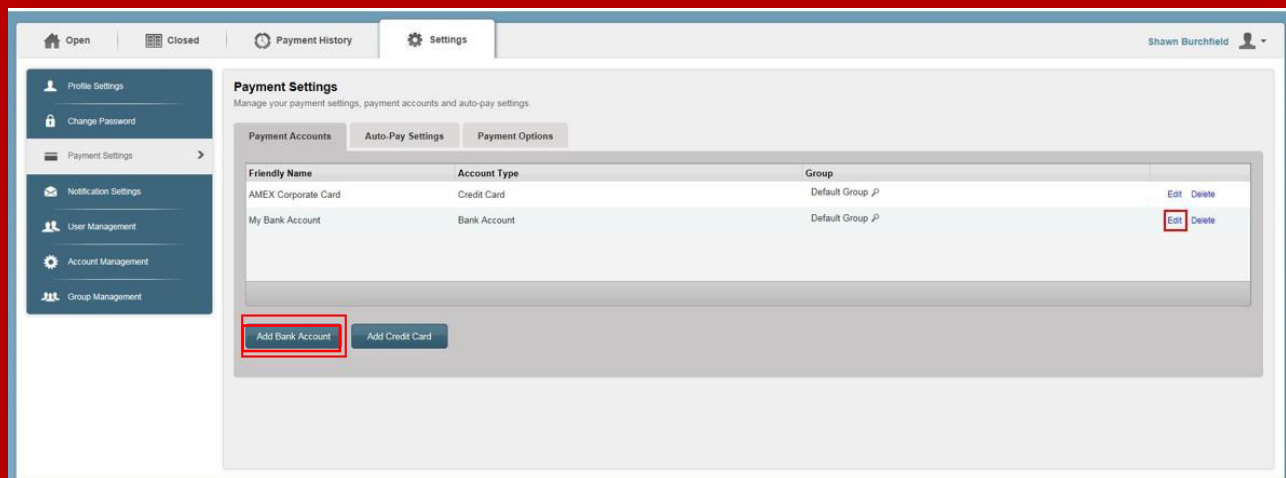 Open Closed Payment History Settings Shawn Burchfield
Profile Settings
Change Password
Payment Settings
Notification Settings
User Management
Account Management
Group Management
Payment Settings
Manage your payment settings, payment accounts and auto-pay settings.
Payment Accounts Auto-Pay Settings Payment Options
Friendly Name Account Type Group
AMEX Corporate Card Credit Card Default Group Edit Delete
My Bank Account Bank Account Default Group Edit Delete
Add Bank Account Add Credit Card